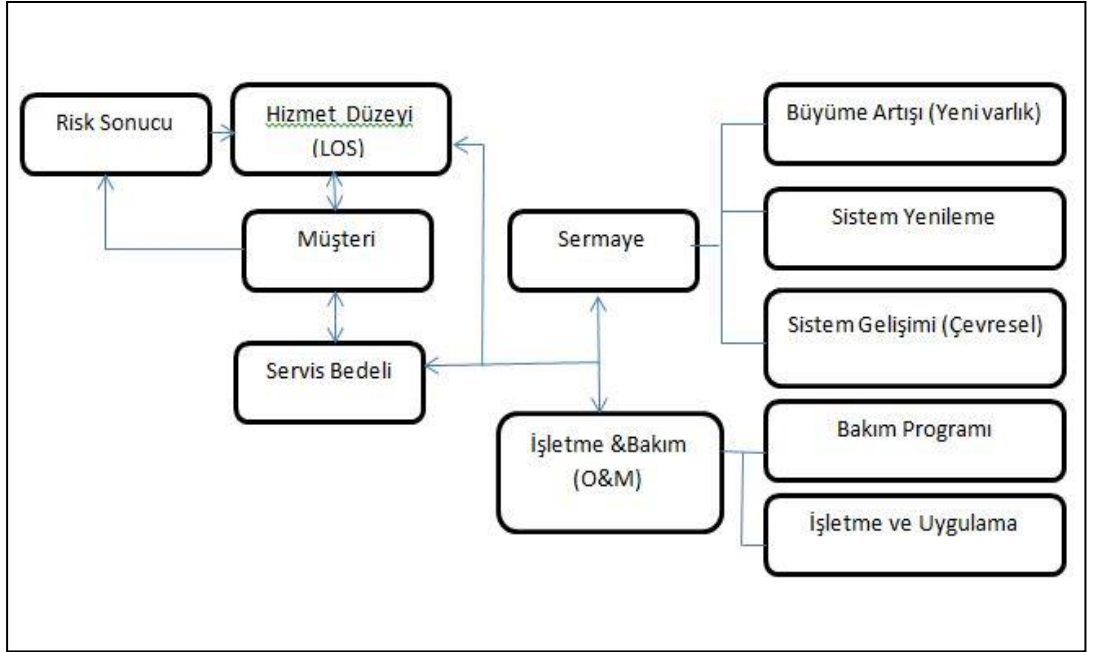 Risk Sonucu
Hizmet Düzeyi
(LOS)
Müşteri
Servis Bedeli
Sermaye
İşletme &Bakım
(O&M)
Büyüme Artışı (Yeni varlık)
Sistem Yenileme
Sistem Gelişimi (Çevresel)
Bakım Programı
İşletme ve Uygulama